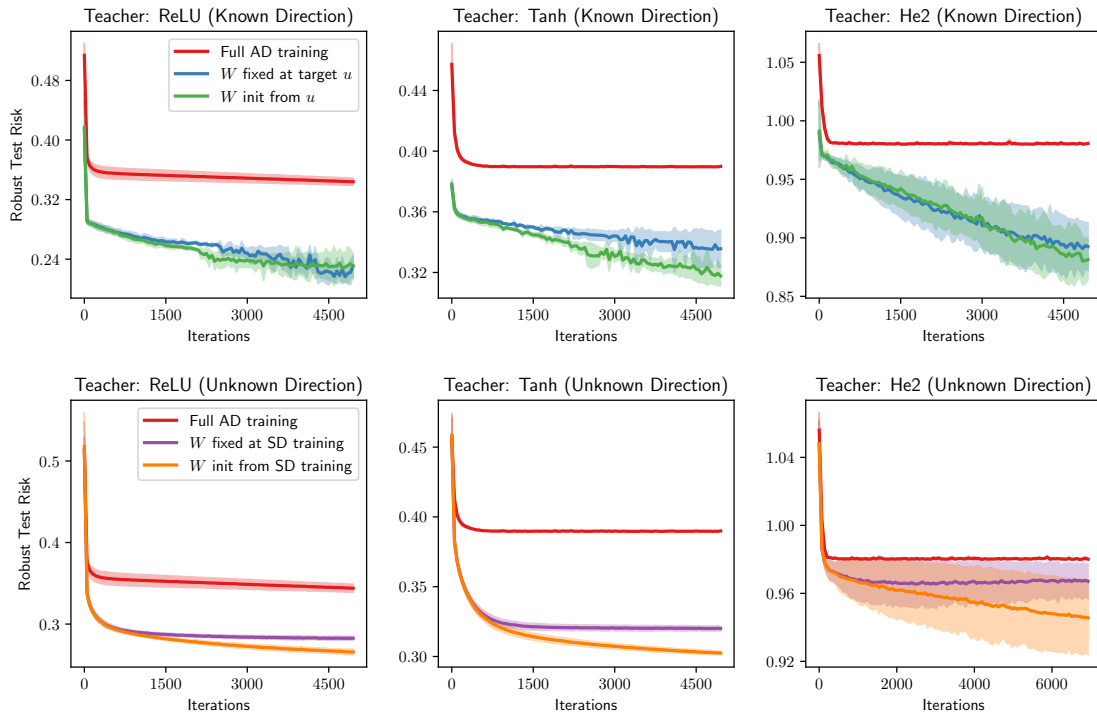 Teacher: ReLU (Known Direction)
Robust Test Risk
0.48
0.40
0.32
0.24
Full AD training
W fixed at target u
W init from u
0
1500
3000
4500
Iterations
Teacher: Tanh (Known Direction)
0.44
0.40
0.36
0.32
0
1500
3000
4500
Iterations
Teacher: He2 (Known Direction)
1.05
1.00
0.95
0.90
0.85
0
1500
3000
4500
Iterations
Teacher: ReLU (Unknown Direction)
Robust Test Risk
0.5
0.4
0.3
Full AD training
W fixed at SD training
W init from SD training
0
1500
3000
4500
Iterations
Teacher: Tanh (Unknown Direction)
0.45
0.40
0.35
0.30
0
1500
3000
4500
Iterations
Teacher: He2 (Unknown Direction)
1.04
1.00
0.96
0.92
0
2000
4000
6000
Iterations